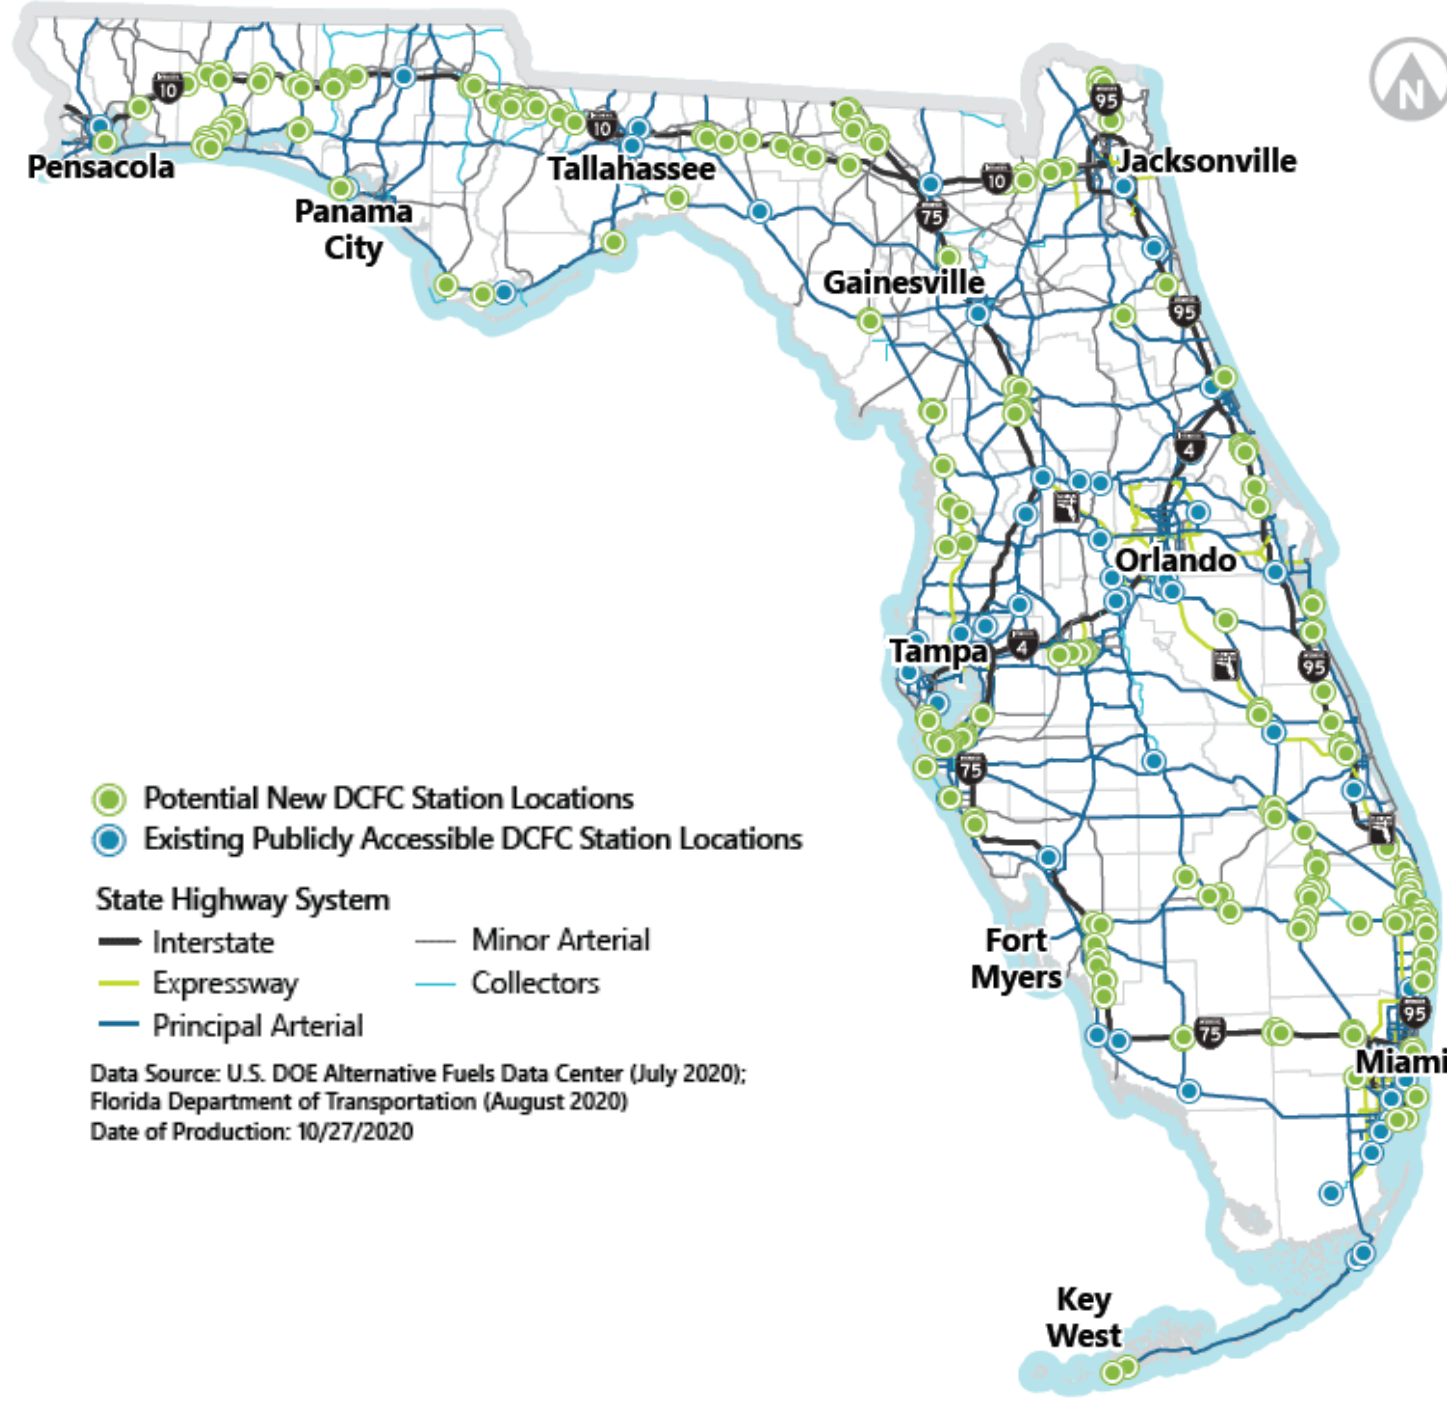 10
95
N
10
Pensacola
Tallahassee
Jacksonville
10
Panama
City
75
Gainesville
95
4
Orlando
Tampa
4
95
75
Potential New DCFC Station Locations
Existing Publicly Accessible DCFC Station Locations
State Highway System
Interstate
Minor Arterial
Expressway
Collectors
Principal Arterial
Fort
Myers
95
75
Miami
Data Source: U.S. DOE Alternative Fuels Data Center (July 2020);
Florida Department of Transportation (August 2020)
Date of Production: 10/27/2020
Key
West